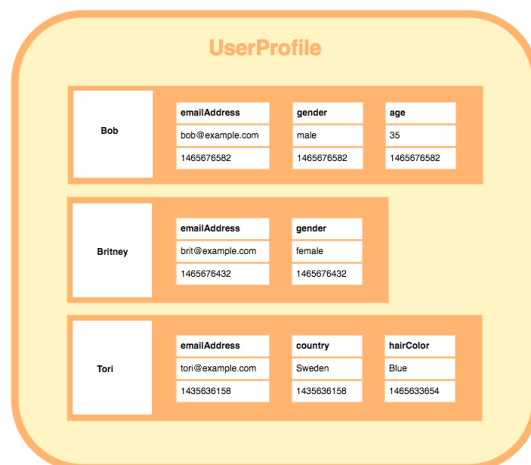 UserProfile
emailAddress gender age
Bob
bob@example.com male 35
1465676582 1465676582 1465676582
emailAddress gender
Britney
brit@example.com female
1465676432 1465676432
emailAddress country hairColor
Tori
tori@example.com Sweden Blue
1435636158 1435636158 1465633654